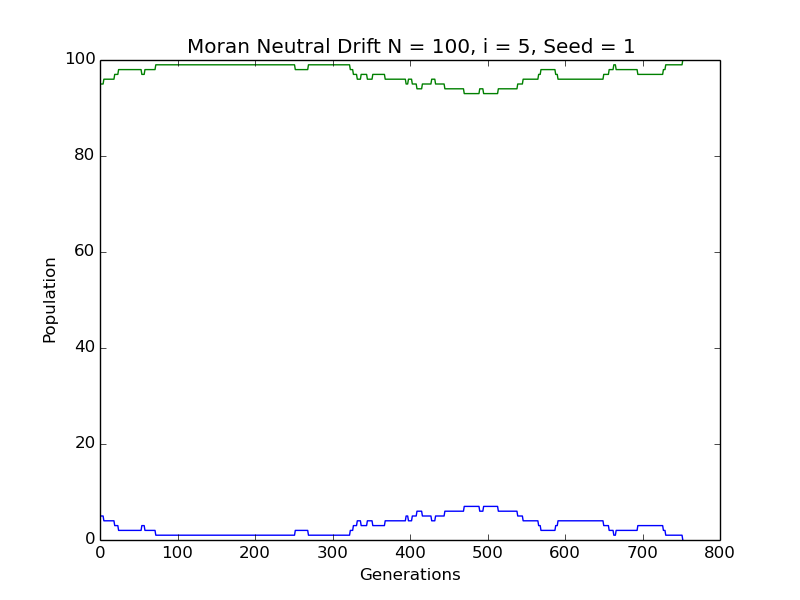 Moran Neutral Drift N = 100, i = 5, Seed = 1
100
80
60
40
20
0
Population
0 100 200 300 400 500 600 700 800
Generations